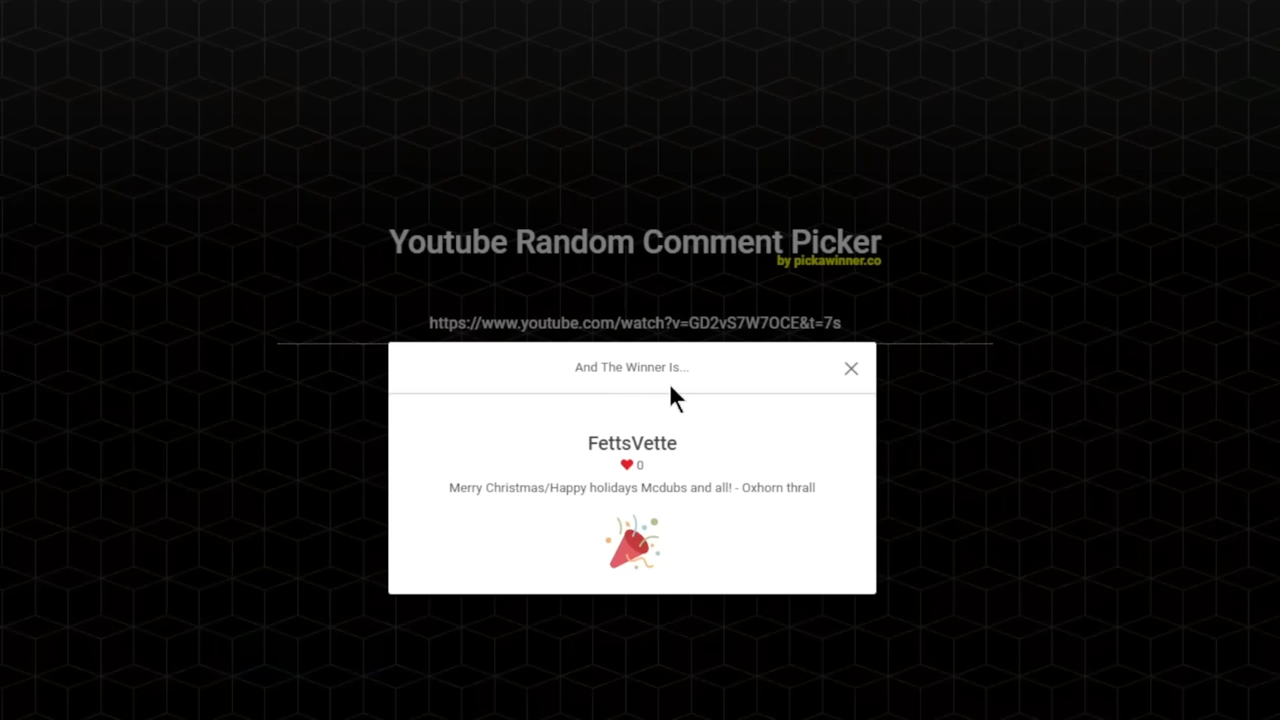 Youtube Random Comment Picker
by pickawinner.co
https://www.youtube.com/watch?v=GD2vS7W7OCE&t=7s
And The Winner Is...
FettsVette
0
Merry Christmas/Happy holidays Mcdubs and all! - Oxhorn thrall